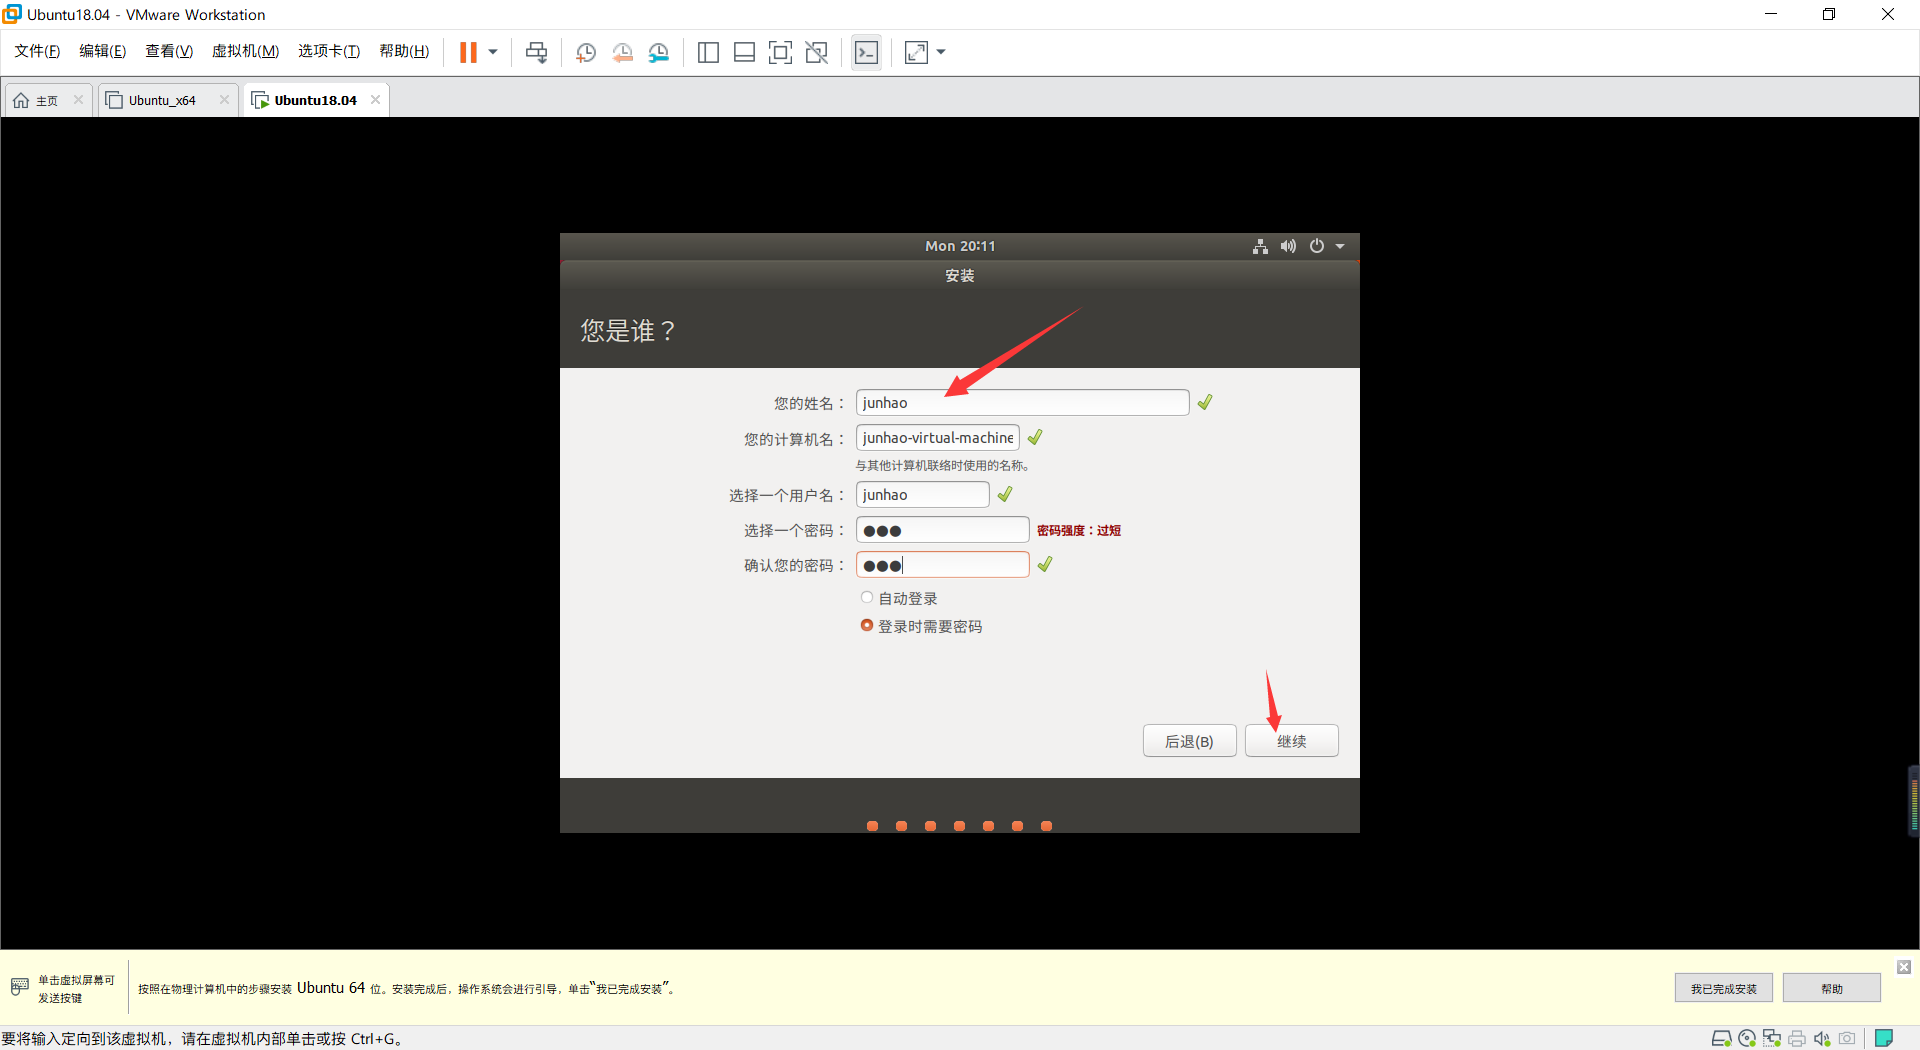 Ubuntu18.04 - VMware Workstation
文件(F) 编辑(E) 查看(V) 虚拟机(M) 选项卡(T) 帮助(H)
主页 Ubuntu_x64 Ubuntu18.04
Mon 20:11
安装
您是谁？
您的姓名： junhao
您的计算机名： junhao-virtual-machine
与其他计算机联络时使用的名称。
选择一个用户名： junhao
选择一个密码： ●●● 密码强度：过短
确认您的密码： ●●●
自动登录
登录时需要密码
后退(B) 继续
单击虚拟屏幕可
发送按键
按照在物理计算机中的步骤安装 Ubuntu 64 位。安装完成后，操作系统会进行引导，单击“我已完成安装”。
我已完成安装 帮助
要将输入定向到该虚拟机，请在虚拟机内部单击或按 Ctrl+G。